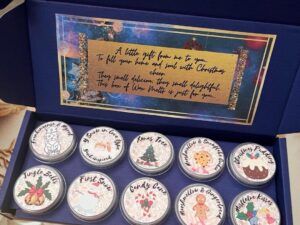 A little gift from me to you,
To fill your home and soul with Christmas
cheer.
They smell delicious, they smell delightful,
This box of Wax Melts is just for you.
Xmas Tree
Christmas Pudding
Jingle Bells
First Snow
Candy Cane
& Gingerbread
Mistletoe Kisses